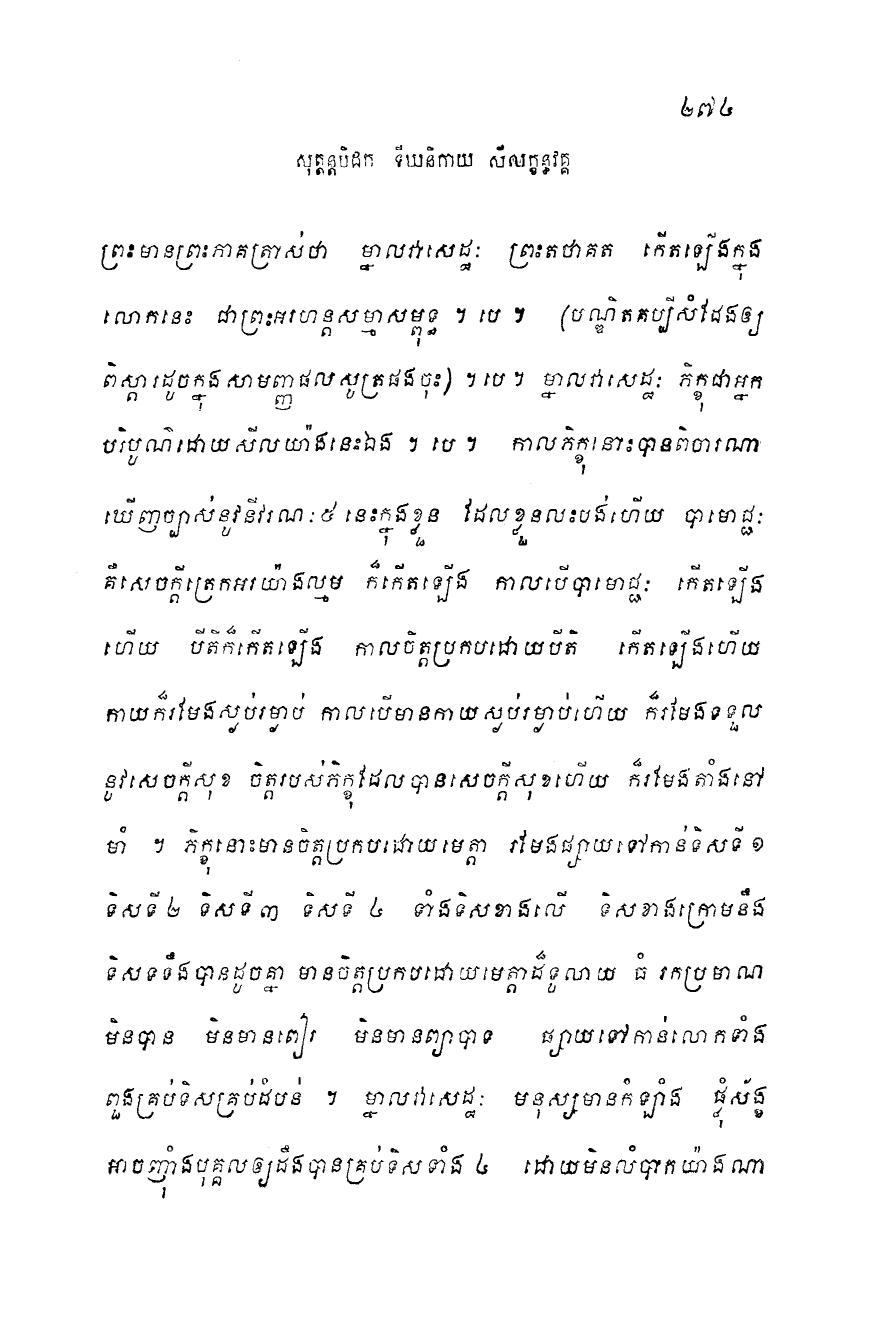 ២៧៤
សុត្តន្តបិដក ទីឃនិកាយ សីលក្ខន្ធវគ្គ
ព្រះមានព្រះភាគត្រាស់ថា ម្នាលវាសេដ្ឋៈ ព្រះតថាគត កើតឡើងក្នុង
លោកនេះ ជាព្រះអរហន្តសម្មាសម្ពុទ្ធ ។ បេ ។ (បណ្ឌិតគប្បីសំដែងឲ្យ
ពិស្តារដូចក្នុងសាមញ្ញផលសូត្រផងចុះ) ។ បេ ។ ម្នាលវាសេដ្ឋៈ ភិក្ខុជាអ្នក
បរិបូណ៌ដោយសីលយ៉ាងនេះឯង ។ បេ ។ កាលភិក្ខុនោះបានពិចារណា
ឃើញច្បាស់នូវនីវរណៈ ៥ នេះក្នុងខ្លួន ដែលខ្លួនលះបង់ហើយ បាមោជ្ជៈ
គឺសេចក្តីត្រេកអរយ៉ាងល្មម ក៏កើតឡើង កាលបើបាមោជ្ជៈ កើតឡើង
ហើយ បីតិក៏កើតឡើង កាលចិត្តប្រកបដោយបីតិ កើតឡើងហើយ
កាយក៏រមែងស្ងប់រម្ងាប់ កាលបើមានកាយស្ងប់រម្ងាប់ហើយ ក៏រមែងទទួល
នូវសេចក្តីសុខ ចិត្តរបស់ភិក្ខុដែលបានសេចក្តីសុខហើយ ក៏រមែងតាំងនៅ
មាំ ។ ភិក្ខុនោះមានចិត្តប្រកបដោយមេត្តា រមែងផ្សាយទៅកាន់ទិសទី ១
ទិសទី ២ ទិសទី ៣ ទិសទី ៤ ទាំងទិសខាងលើ ទិសខាងក្រោមនឹង
ទិសទទឹងបានដូចគ្នា មានចិត្តប្រកបដោយមេត្តាដ៏ទូលាយ ធំ រកប្រមាណ
មិនបាន មិនមានពៀរ មិនមានព្យាបាទ ផ្សាយទៅកាន់លោកទាំង
ពួងគ្រប់ទិសគ្រប់ដំបន់ ។ ម្នាលវាសេដ្ឋៈ មនុស្សមានកំឡាំង ផ្លុំស័ង្ខ
អាចញ៉ាំងបុគ្គលឲ្យដឹងបានគ្រប់ទិសទាំង ៤ ដោយមិនលំបាកយ៉ាងណា